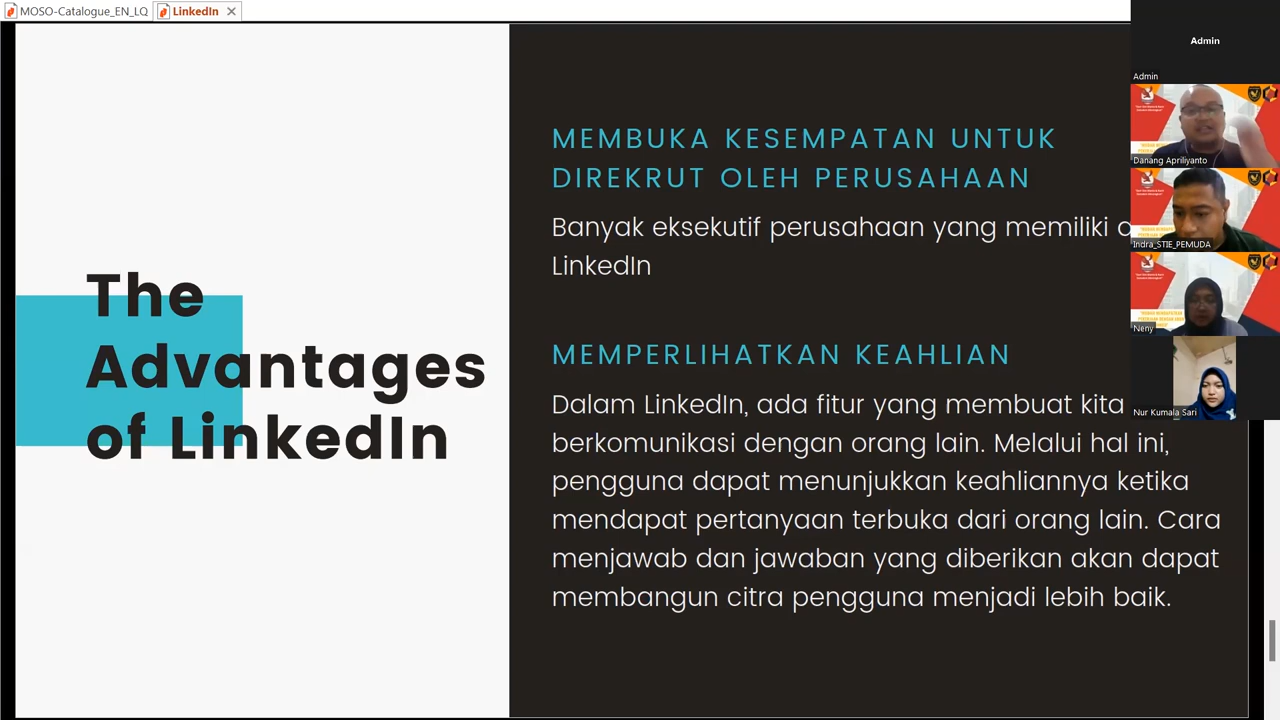 MOSO-Catalogue_EN_LQ
LinkedIn
The
Advantages
of LinkedIn
MEMBUKA KESEMPATAN UNTUK
DIREKRUT OLEH PERUSAHAAN
Banyak eksekutif perusahaan yang memiliki
LinkedIn
MEMPERLIHATKAN KEAHLIAN
Dalam LinkedIn, ada fitur yang membuat kita
berkomunikasi dengan orang lain. Melalui hal ini,
pengguna dapat menunjukkan keahliannya ketika
mendapat pertanyaan terbuka dari orang lain. Cara
menjawab dan jawaban yang diberikan akan dapat
membangun citra pengguna menjadi lebih baik.
Admin
Admin
Danang Apriliyanto
Indra_STIE_PEMUDA
Neny
Nur Kumala Sari